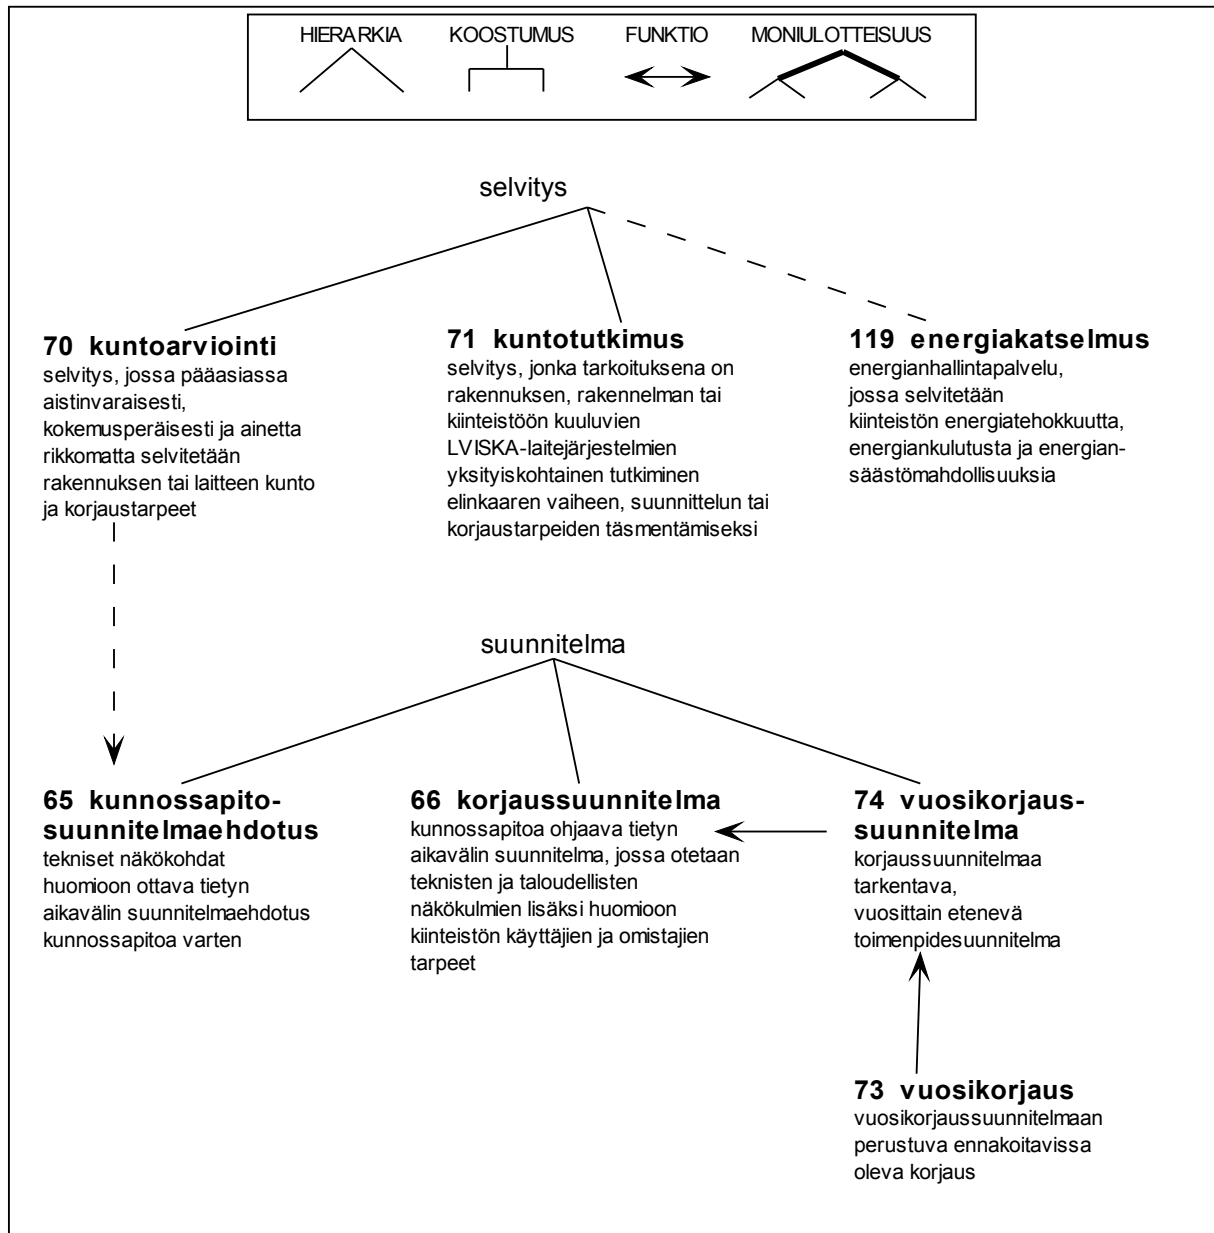 HIERARKIA KOOSTUMUS FUNKTIO MONIULOTTEISUUS
selvitys
70 kuntoarviointi
selvitys, jossa pääasiassa
aistinvaraisesti,
kokemusperäisesti ja ainetta
rikkomatta selvitetään
rakennuksen tai laitteen kunto
ja korjaustarpeet
71 kuntotutkimus
selvitys, jonka tarkoituksena on
rakennuksen, rakennelman tai
kiinteistöön kuuluvien
LVISKA-laitejärjestelmien
yksityiskohtainen tutkiminen
elinkaaren vaiheen, suunnittelun tai
korjaustarpeiden täsmentämiseksi
119 energiakatselmus
energianhallintapalvelu,
jossa selvitetään
kiinteistön energiatehokkuutta,
energiankulutusta ja energian-
säästömahdollisuuksia
suunnitelma
65 kunnossapito-
suunnitelmaehdotus
tekniset näkökohdat
huomioon ottava tietyn
aikavälin suunnitelmaehdotus
kunnossapitoa varten
66 korjaussuunnitelma
kunnossapitoa ohjaava tietyn
aikavälin suunnitelma, jossa otetaan
teknisten ja taloudellisten
näkökulmien lisäksi huomioon
kiinteistön käyttäjien ja omistajien
tarpeet
74 vuosikorjaus-
suunnitelma
korjaussuunnitelmaa
tarkentava,
vuosittain etenevä
toimenpidesuunnitelma
73 vuosikorjaus
vuosikorjaussuunnitelmaan
perustuva ennakoitavissa
oleva korjaus